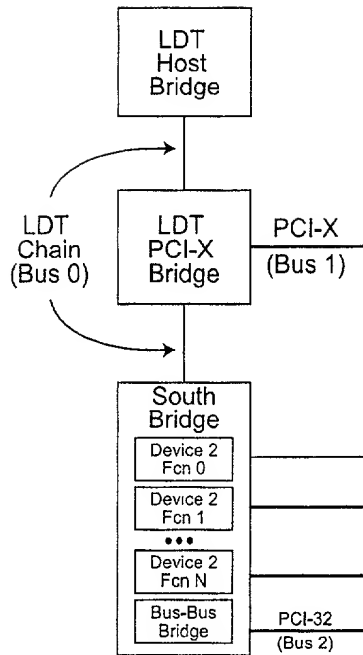 LDT
Host
Bridge
LDT
Chain
(Bus 0)
LDT
PCI-X
Bridge
PCI-X
(Bus 1)
South
Bridge
Device 2
Fcn 0
Device 2
Fcn 1
•••
Device 2
Fcn N
Bus-Bus
Bridge
PCI-32
(Bus 2)